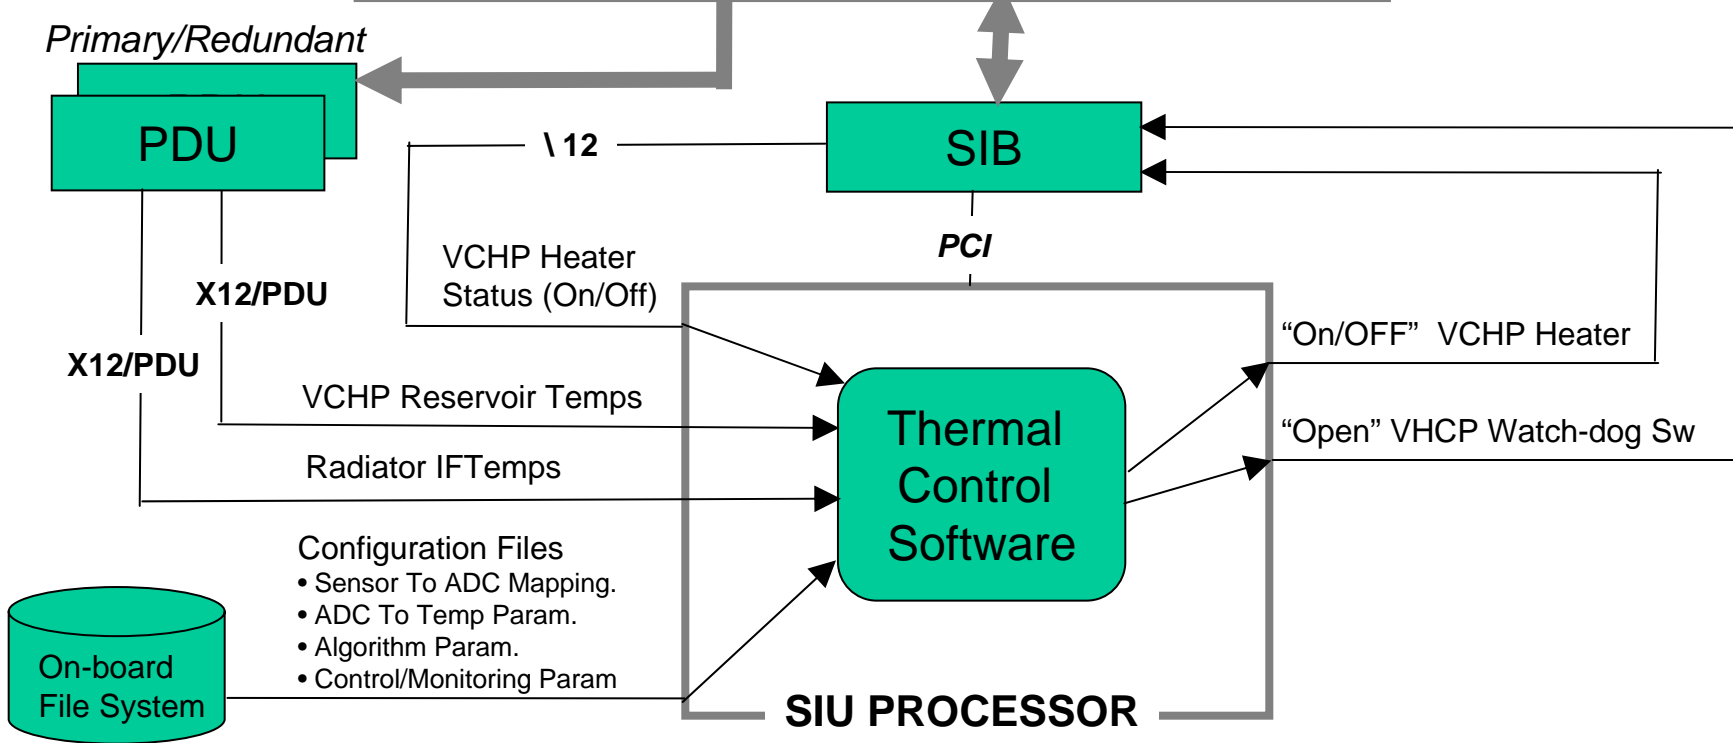 Primary/Redundant
PDU
\ 12
SIB
PCI
VCHP Heater
Status (On/Off)
X12/PDU
X12/PDU
"On/OFF" VCHP Heater
VCHP Reservoir Temps
"Open" VHCP Watch-dog Sw
Radiator IFTemps
Thermal
Control
Software
Configuration Files
• Sensor To ADC Mapping.
• ADC To Temp Param.
• Algorithm Param.
• Control/Monitoring Param
On-board
File System
SIU PROCESSOR